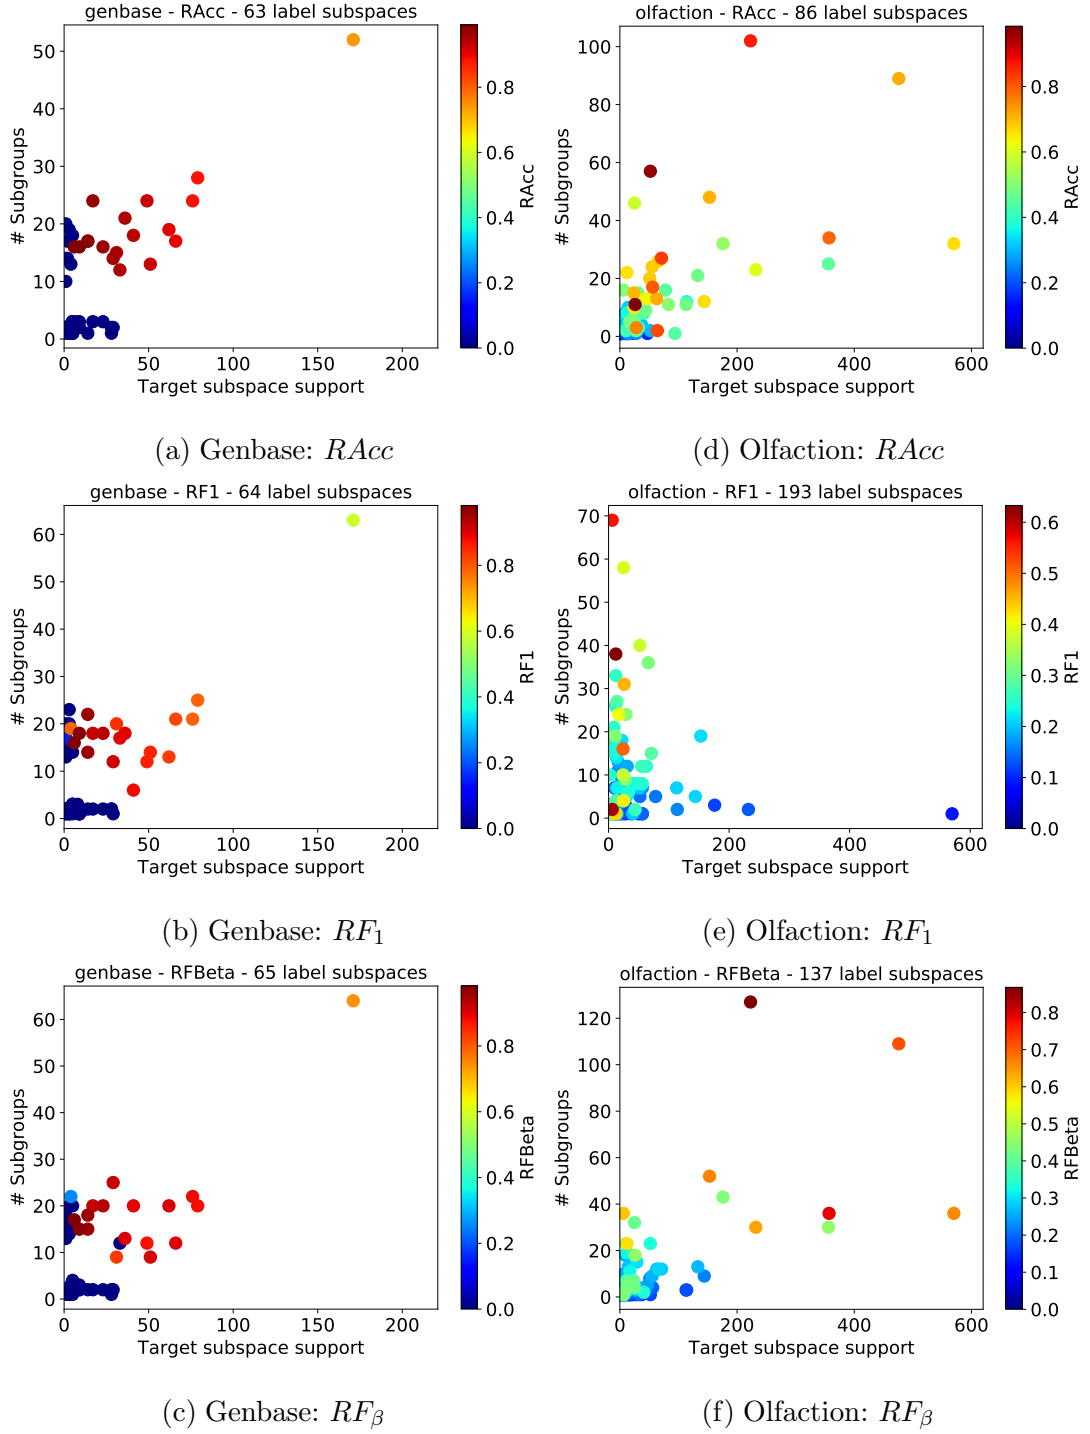 genbase - RAcc - 63 label subspaces
# Subgroups
50
40
30
20
10
0
0 50 100 150 200
Target subspace support
0.8
0.6
0.4
0.2
0.0
RAcc
(a) Genbase: RAcc
olfaction - RAcc - 86 label subspaces
# Subgroups
100
80
60
40
20
0
0 200 400 600
Target subspace support
0.8
0.6
0.4
0.2
0.0
RAcc
(d) Olfaction: RAcc
genbase - RF1 - 64 label subspaces
# Subgroups
60
50
40
30
20
10
0
0 50 100 150 200
Target subspace support
0.8
0.6
0.4
0.2
0.0
RF1
(b) Genbase: RF₁
olfaction - RF1 - 193 label subspaces
# Subgroups
70
60
50
40
30
20
10
0
0 200 400 600
Target subspace support
0.6
0.5
0.4
0.3
0.2
0.1
0.0
RF1
(e) Olfaction: RF₁
genbase - RFBeta - 65 label subspaces
# Subgroups
60
50
40
30
20
10
0
0 50 100 150 200
Target subspace support
0.8
0.6
0.4
0.2
0.0
RFBeta
(c) Genbase: RFᵦ
olfaction - RFBeta - 137 label subspaces
# Subgroups
120
100
80
60
40
20
0
0 200 400 600
Target subspace support
0.8
0.7
0.6
0.5
0.4
0.3
0.2
0.1
0.0
RFBeta
(f) Olfaction: RFᵦ